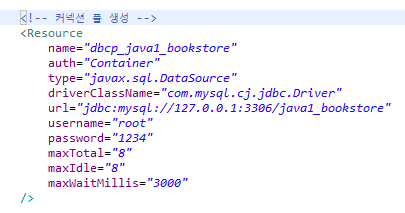 <!-- 커넥션 풀 생성 -->
<Resource
name="dbcp_java1_bookstore"
auth="Container"
type="javax.sql.DataSource"
driverClassName="com.mysql.cj.jdbc.Driver"
url="jdbc:mysql://127.0.0.1:3306/java1_bookstore"
username="root"
password="1234"
maxTotal="8"
maxIdle="8"
maxWaitMillis="3000"
/>